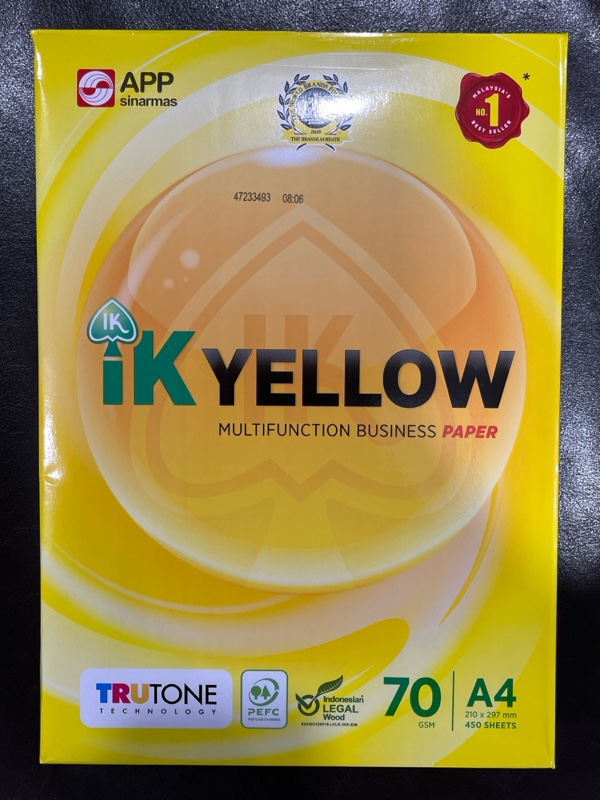 APP
sinarmas
THE BRANDLAUREATE
MALAYSIA'S
NO. 1
BEST SELLER
*
47233493 08:06
IK
iK YELLOW
MULTIFUNCTION BUSINESS PAPER
TRUTONE
TECHNOLOGY
PEFC
Indonesian
LEGAL
Wood
70
GSM
A4
210 x 297 mm
450 SHEETS